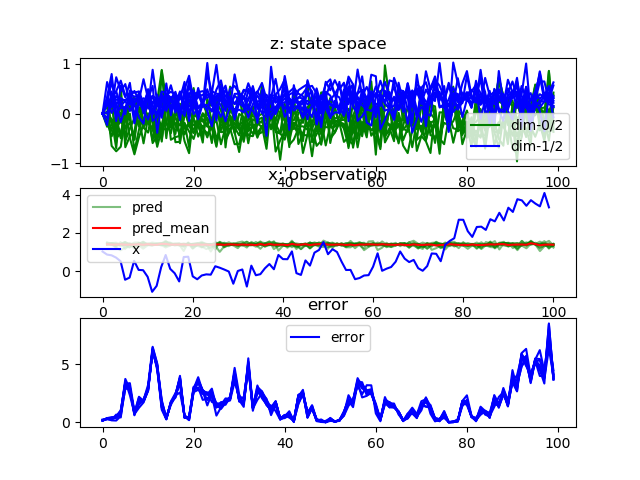 z: state space
1
0
−1
dim-0/2
dim-1/2
0 20 40 60 80 100
x: observation
4
2
0
pred
pred_mean
x
0 20 40 60 80 100
error
5
0
error
0 20 40 60 80 100